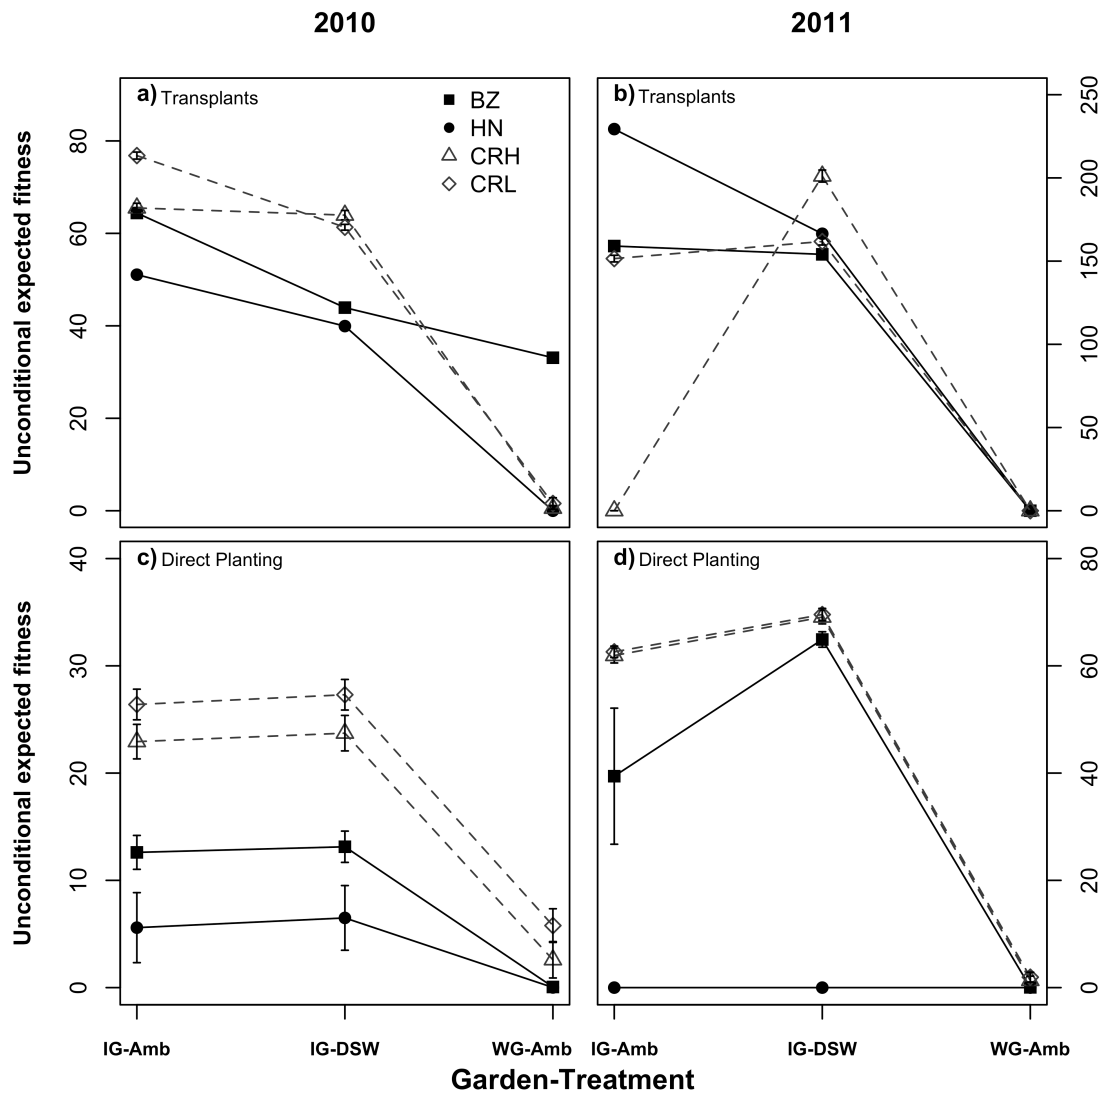 2010 2011
a) Transplants
BZ
HN
CRH
CRL
Unconditional expected fitness
80
60
40
20
0
b) Transplants
250
200
150
100
50
0
c) Direct Planting
Unconditional expected fitness
40
30
20
10
0
d) Direct Planting
80
60
40
20
0
IG-Amb IG-DSW WG-Amb IG-Amb IG-DSW WG-Amb
Garden-Treatment